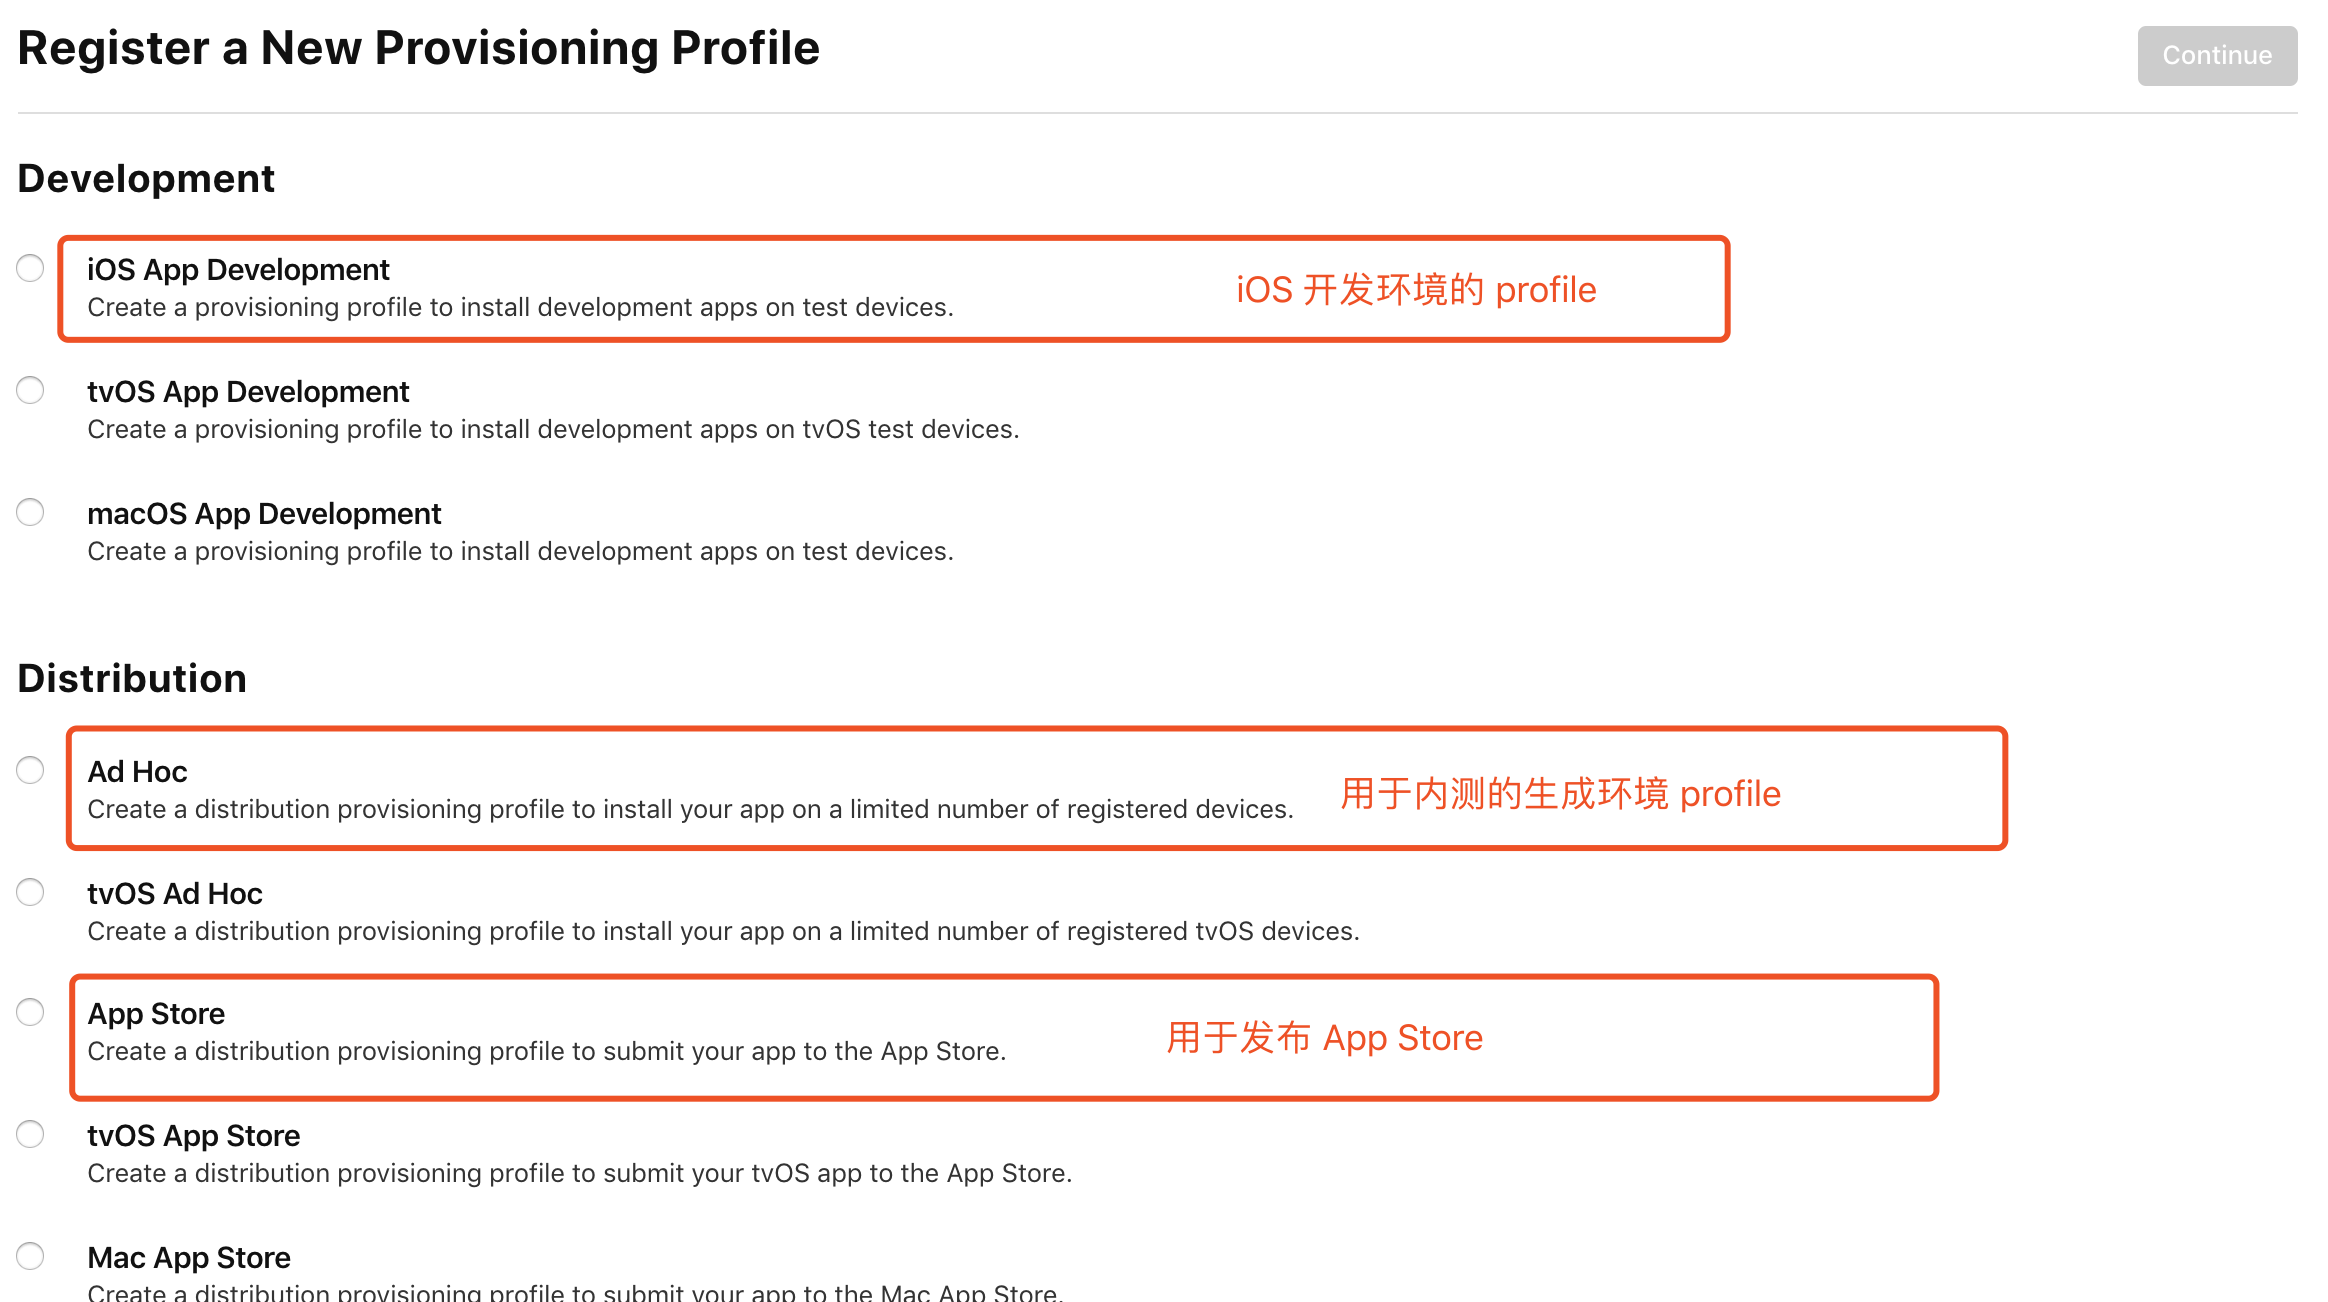 Register a New Provisioning Profile
Continue
Development
iOS App Development
Create a provisioning profile to install development apps on test devices.
iOS 开发环境的 profile
tvOS App Development
Create a provisioning profile to install development apps on tvOS test devices.
macOS App Development
Create a provisioning profile to install development apps on test devices.
Distribution
Ad Hoc
Create a distribution provisioning profile to install your app on a limited number of registered devices.
用于内测的生成环境 profile
tvOS Ad Hoc
Create a distribution provisioning profile to install your app on a limited number of registered tvOS devices.
App Store
Create a distribution provisioning profile to submit your app to the App Store.
用于发布 App Store
tvOS App Store
Create a distribution provisioning profile to submit your tvOS app to the App Store.
Mac App Store
Create a distribution provisioning profile to submit your app to the Mac App Store.